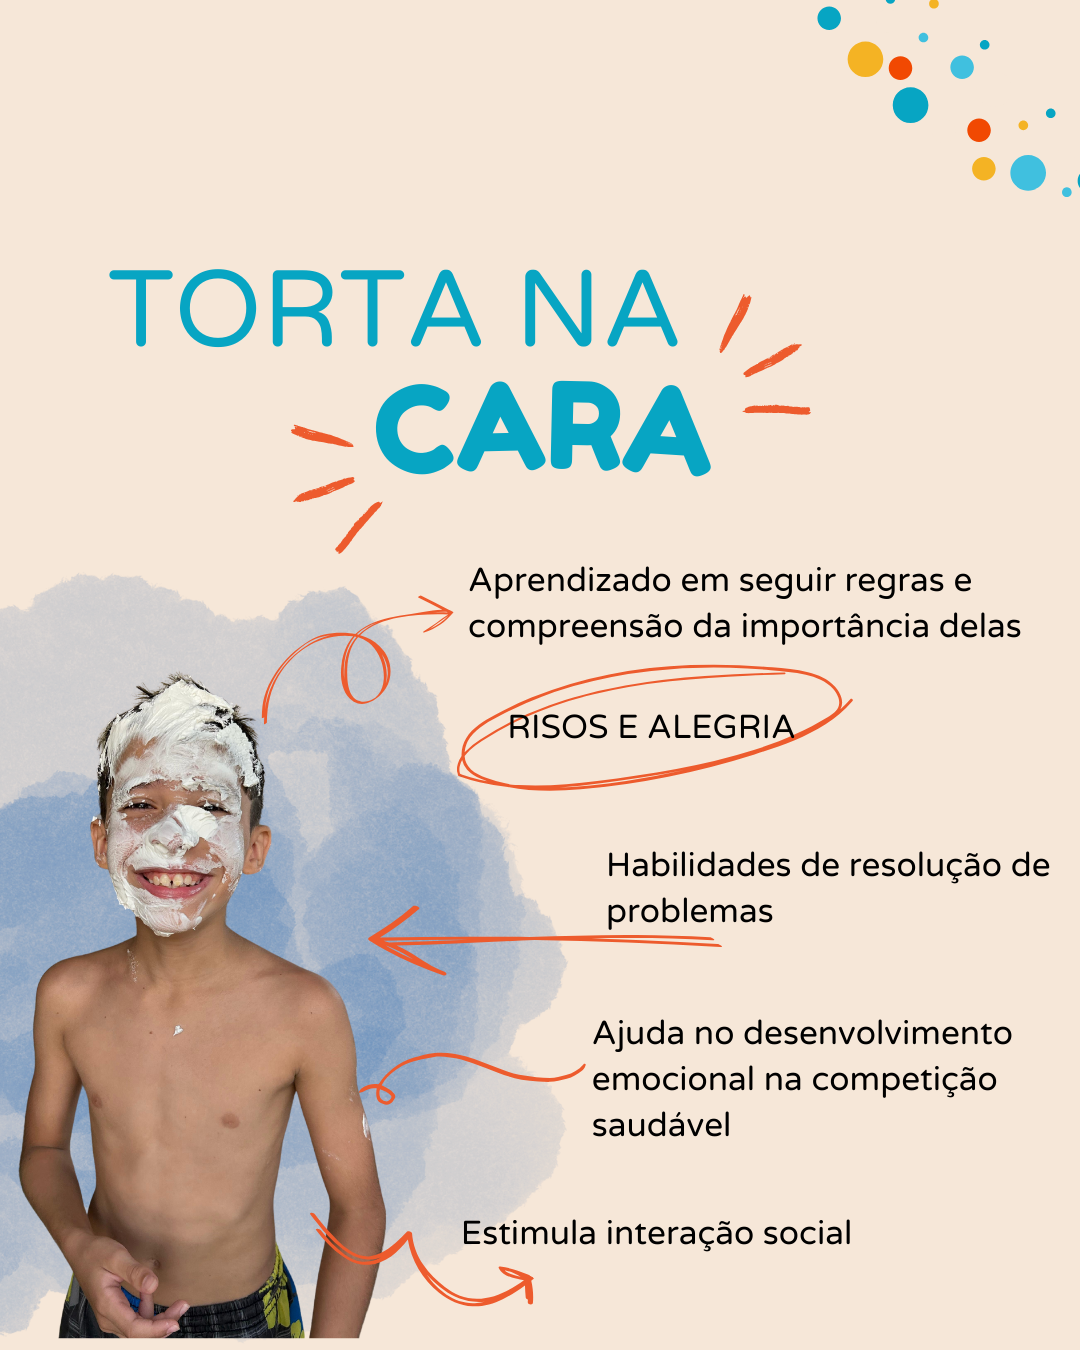 TORTA NA
CARA
Aprendizado em seguir regras e
compreensão da importância delas
RISOS E ALEGRIA
Habilidades de resolução de
problemas
Ajuda no desenvolvimento
emocional na competição
saudável
Estimula interação social